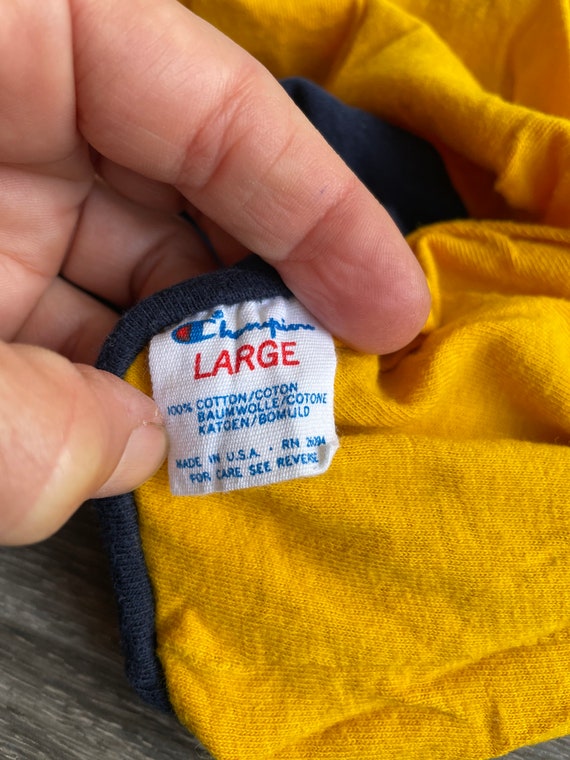 Champion
LARGE
100% COTTON/COTON
BAUMWOLLE/COTONE
KATOEN/BOMULD
MADE IN U.S.A. - RN 26094
FOR CARE SEE REVERSE